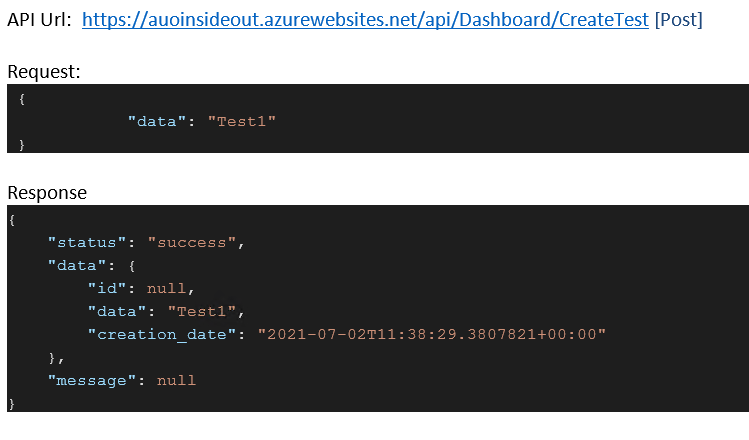 API Url: https://auoinsideout.azurewebsites.net/api/Dashboard/CreateTest [Post]
Request:
{
"data": "Test1"
}
Response
{
"status": "success",
"data": {
"id": null,
"data": "Test1",
"creation_date": "2021-07-02T11:38:29.3807821+00:00"
},
"message": null
}